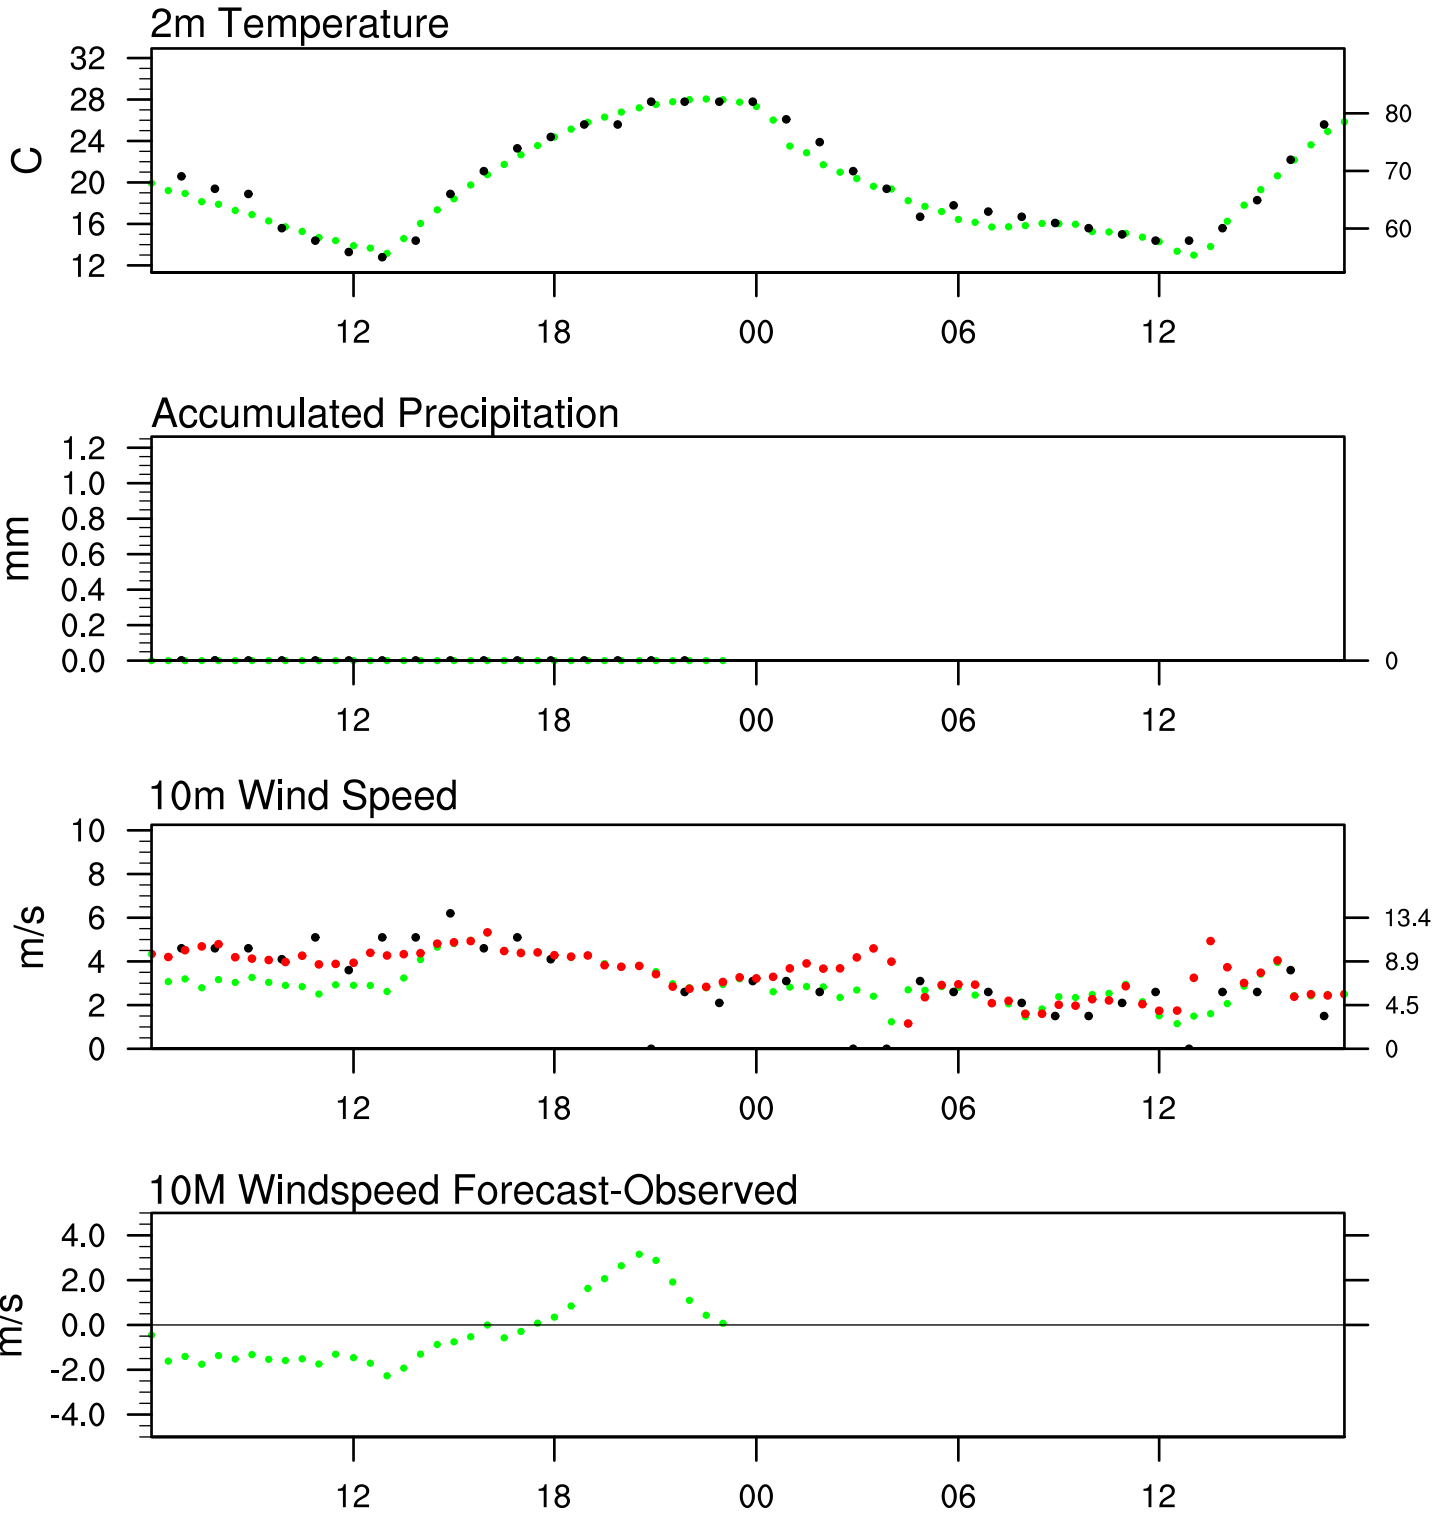 2m Temperature
32
28
24
20
16
12
C
80
70
60
12 18 00 06 12
Accumulated Precipitation
1.2
1.0
0.8
0.6
0.4
0.2
0.0
mm
0
12 18 00 06 12
10m Wind Speed
10
8
6
4
2
0
m/s
13.4
8.9
4.5
0
12 18 00 06 12
10M Windspeed Forecast-Observed
4.0
2.0
0.0
-2.0
-4.0
m/s
12 18 00 06 12